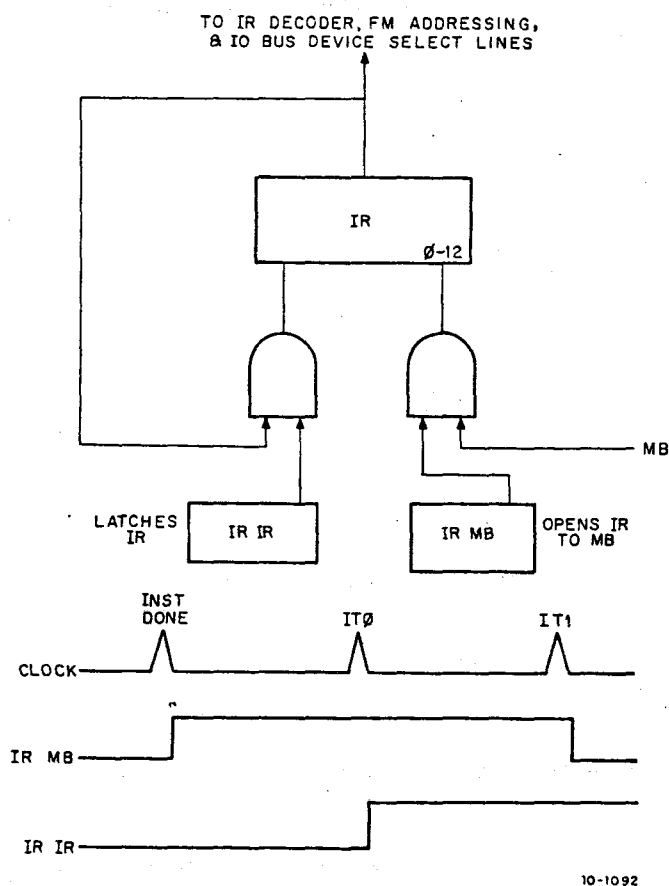 TO IR DECODER, FM ADDRESSING,
& IO BUS DEVICE SELECT LINES
IR
Ø-12
MB
LATCHES
IR
IR IR
IR MB
OPENS IR
TO MB
INST
DONE
ITØ
IT1
CLOCK
IR MB
IR IR
10-1092